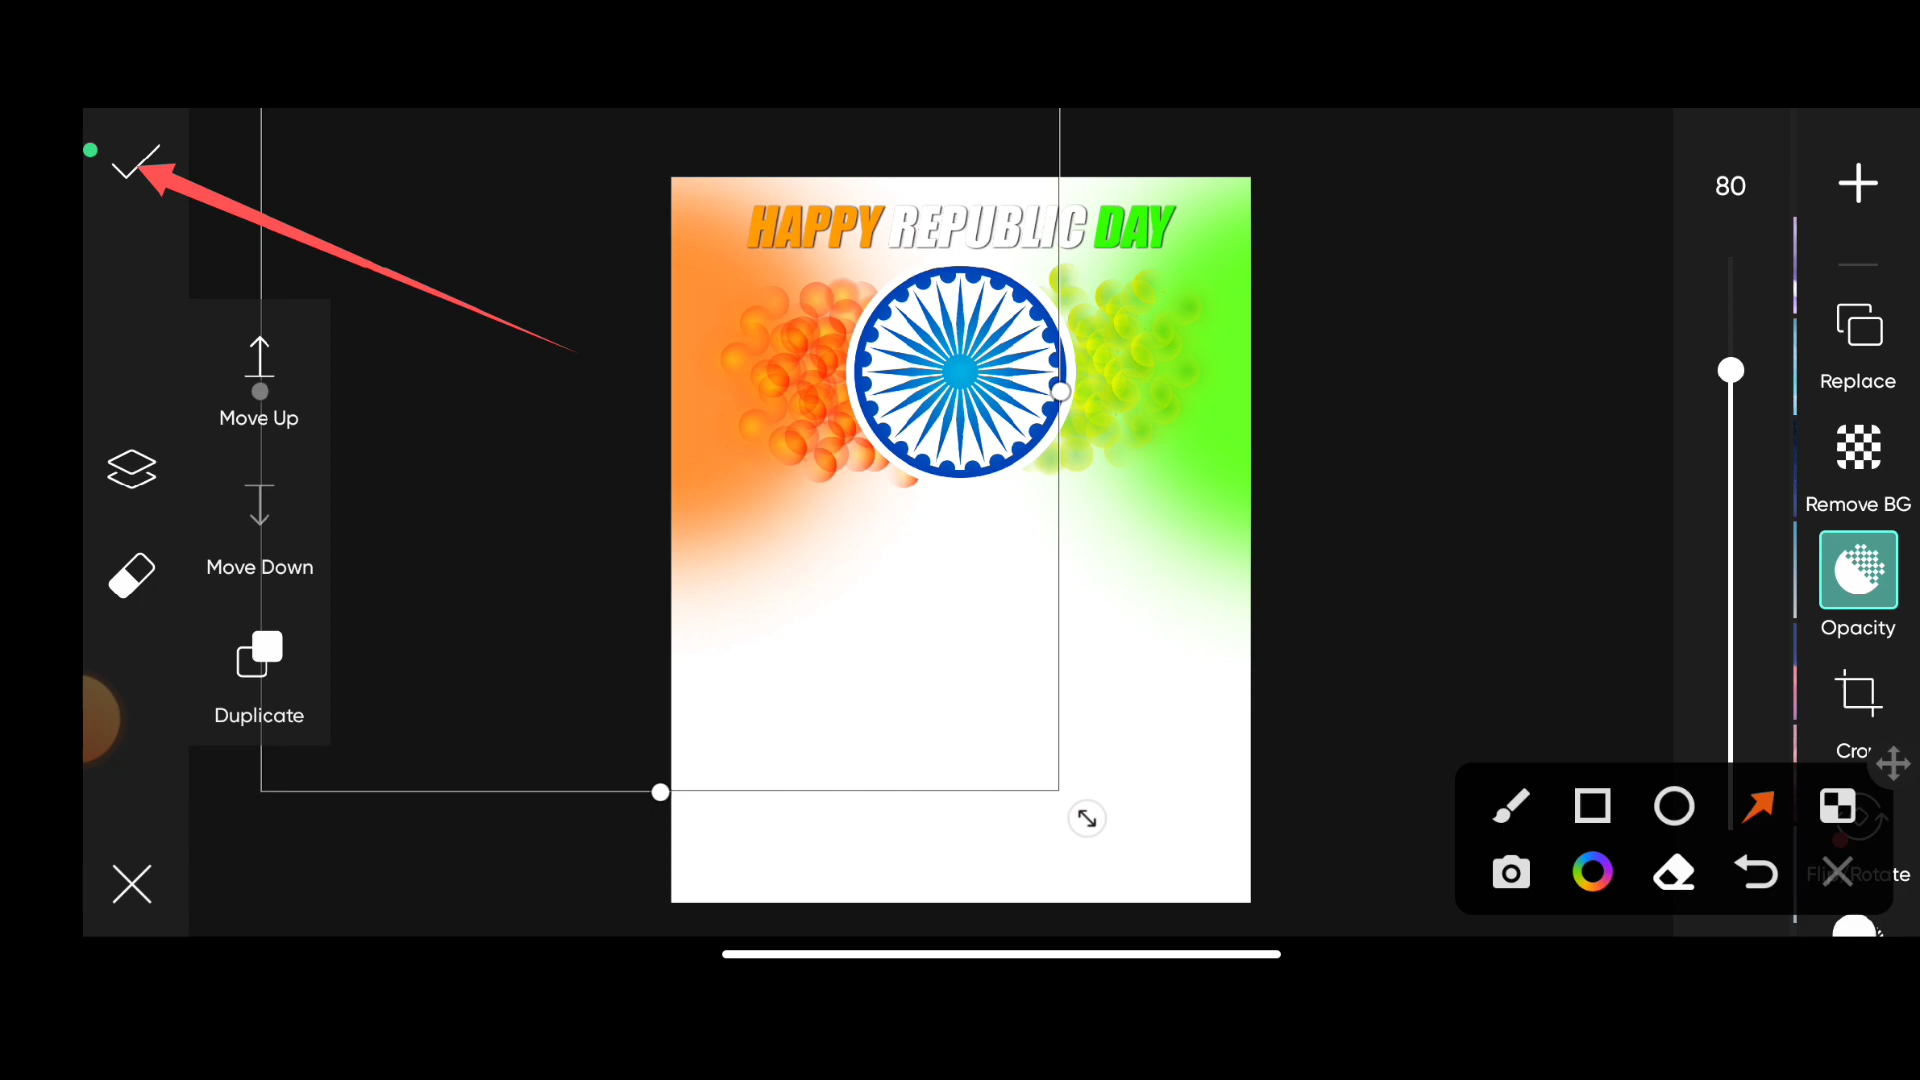 80
HAPPY REPUBLIC DAY
Replace
Move Up
Remove BG
Move Down
Opacity
Duplicate